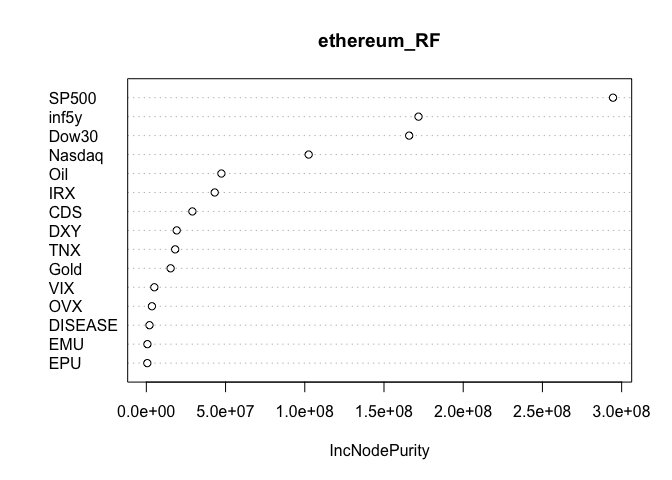 ethereum_RF
SP500
inf5y
Dow30
Nasdaq
Oil
IRX
CDS
DXY
TNX
Gold
VIX
OVX
DISEASE
EMU
EPU
0.0e+00 5.0e+07 1.0e+08 1.5e+08 2.0e+08 2.5e+08 3.0e+08
IncNodePurity